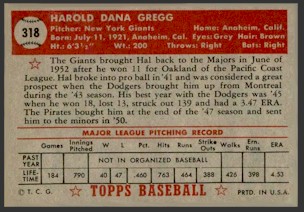 318
HAROLD DANA GREGG
Pitcher: New York Giants Home: Anaheim, Calif.
Born: July 11, 1921, Anaheim, Cal. Eyes: Gray Hair: Brown
Ht.: 6'3½" Wt.: 200 Throws: Right Bats: Right
☆The Giants brought Hal back to the Majors in June of
1952 after he won 11 for Oakland of the Pacific Coast
League. Hal broke into pro ball in '41 and was considered
a great prospect when the Dodgers brought him up from Montreal
during the '43 season. His best year with the Dodgers was '45
when he won 18, lost 13, struck out 139 and had a 3.47 ERA.
The Pirates brought him at the end of the '47 season and sent
him to the minors in '50.
MAJOR LEAGUE PITCHING RECORD
Games Innings Pitched W L Pct. Hits Runs Strike Outs Walks Earned Runs ERA
PAST YEAR NOT IN ORGANIZED BALLBALL
LIFE-TIME 184 790 40 47 .460 763 464 388 426 398 4.53
© T.C.G. TOPPS BASEBALL PRTD. IN U.S.A.